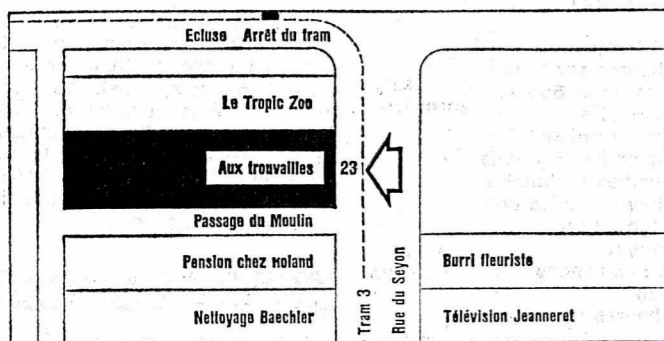 Ecluse Arrêt du tram
Le Tropic Zoo
Aux trouvailles
23
Passage du Moulin
Pension chez Roland
Nettoyage Baechler
Tram 3
Rue du Seyon
Burri fleuriste
Télévision Jeanneret